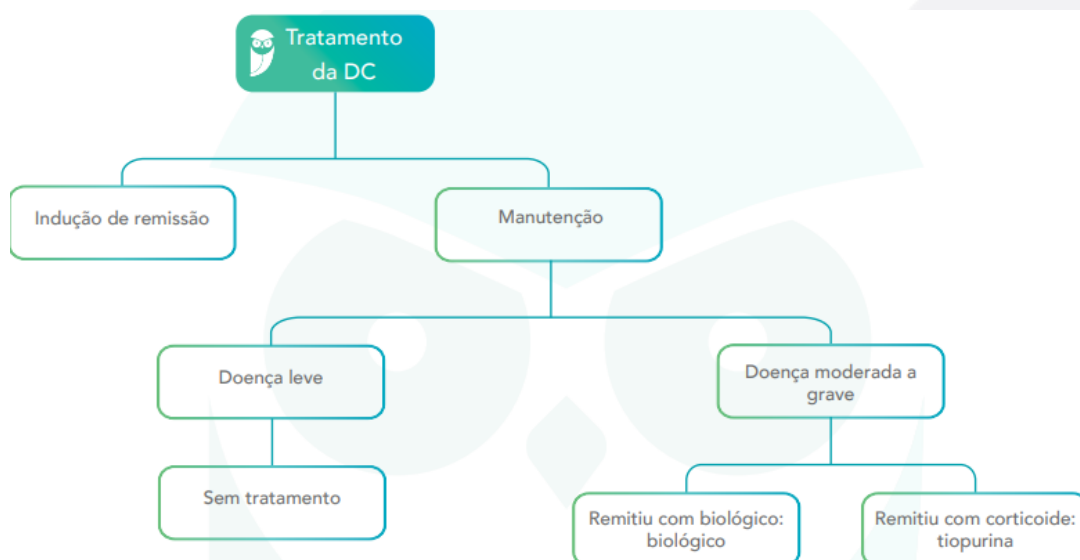 Tratamento
da DC
Indução de remissão
Manutenção
Doença leve
Doença moderada a
grave
Sem tratamento
Remitiu com biológico:
biológico
Remitiu com corticoide:
tiopurina